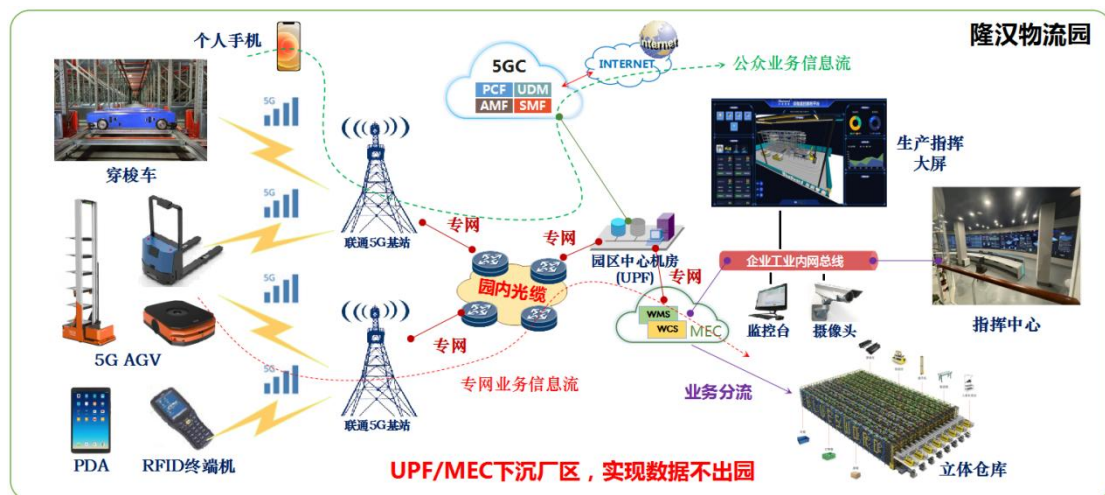 隆汉物流园
个人手机
5G
穿梭车
5G
5G AGV
5G
5G
PDA
RFID终端机
联通5G基站
联通5G基站
5GC
PCF
UDM
AMF
SMF
internet
INTERNET
公众业务信息流
专网
专网
专网
专网
园内光缆
专网业务信息流
园区中心机房
(UPF)
WMS
WCS
MEC
业务分流
生产指挥
大屏
企业工业内网总线
监控台
摄像头
指挥中心
立体仓库
UPF/MEC下沉厂区，实现数据不出园